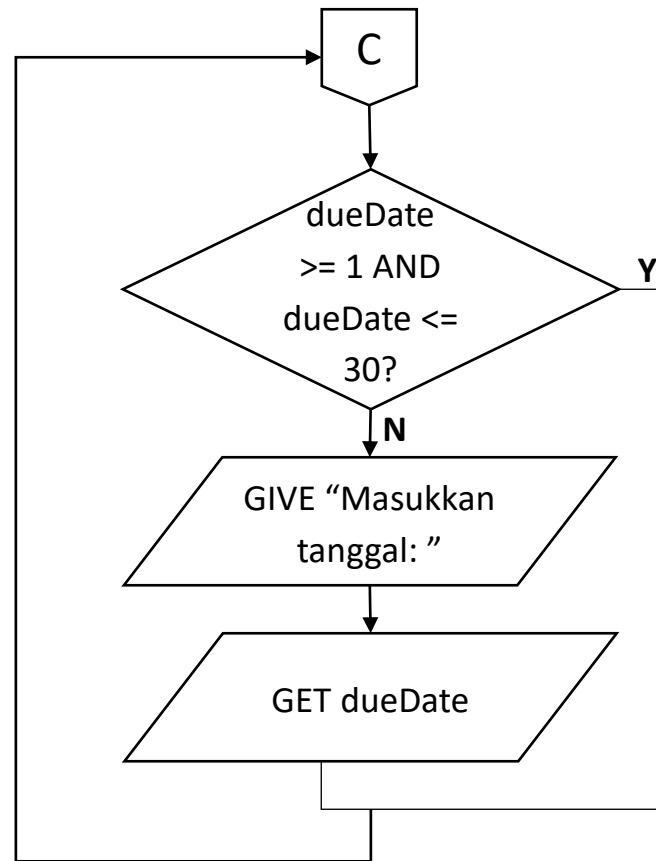 C
dueDate
>= 1 AND
dueDate <=
30?
Y
N
GIVE “Masukkan
tanggal: ”
GET dueDate